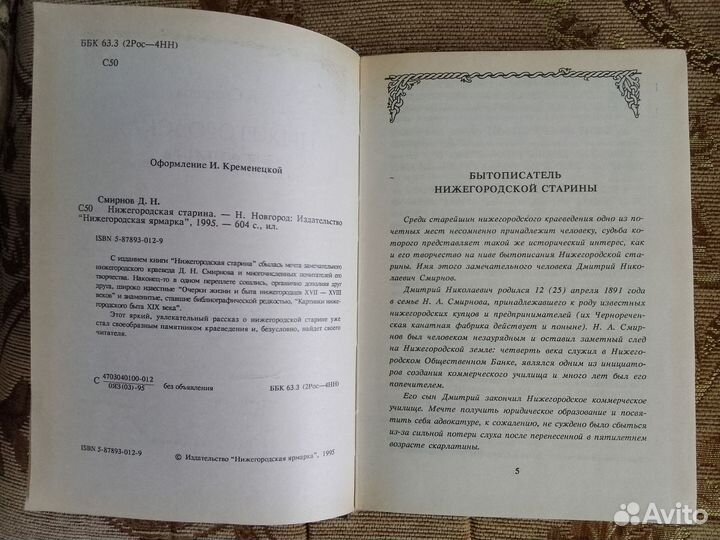 ББК 63.3 (2Рос—4НН)
С50
Оформление И. Кременецкой
Смирнов Д. Н.
С50 Нижегородская старина. — Н. Новгород: Издательство
"Нижегородская ярмарка", 1995. — 604 с., ил.
ISBN 5-87893-012-9
С изданием книги "Нижегородская старина" сбылась мечта замечательного
нижегородского краеведа Д. Н. Смирнова и многочисленных почитателей его
творчества. Наконец-то в одном переплете сошлись, органично дополняя друг
друга, широко известные "Очерки жизни и быта нижегородцев XVII — XVIII
веков" и знаменитые, ставшие библиографической редкостью, "Картинки ниже-
городского быта XIX века".
Этот яркий, увлекательный рассказ о нижегородской старине уже
стал своеобразным памятником краеведения и, безусловно, найдет своего
читателя.
С 4703040100-012
0Я3(03)-95 без объявления ББК 63.3 (2Рос—4НН)
ISBN 5-87893-012-9
© Издательство "Нижегородская ярмарка", 1995
БЫТОПИСАТЕЛЬ
НИЖЕГОРОДСКОЙ СТАРИНЫ
Среди старейшин нижегородского краеведения одно из по-
четных мест несомненно принадлежит человеку, судьба ко-
торого представляет такой же исторический интерес, как и
его творчество на ниве бытописания Нижегородской стари-
ны. Имя этого замечательного человека Дмитрий Никола-
евич Смирнов.
Дмитрий Николаевич родился 12 (25) апреля 1891 года
в семье Н. А. Смирнова, принадлежавшего к роду известных
нижегородских купцов и предпринимателей (их Чернореченс-
кая канатная фабрика действует и поныне). Н. А. Смир-
нов был человеком незаурядным и оставил заметный след
на Нижегородской земле: четверть века служил в Нижего-
родском Общественном Банке, являлся одним из инициато-
ров создания коммерческого училища и много лет был его
попечителем.
Его сын Дмитрий закончил Нижегородское коммерческое
училище. Мечте получить юридическое образование и посвя-
тить себя адвокатуре, к сожалению, не суждено было сбыться
из-за сильной потери слуха после перенесенной в пятилетнем
возрасте скарлатины.
5
Avito